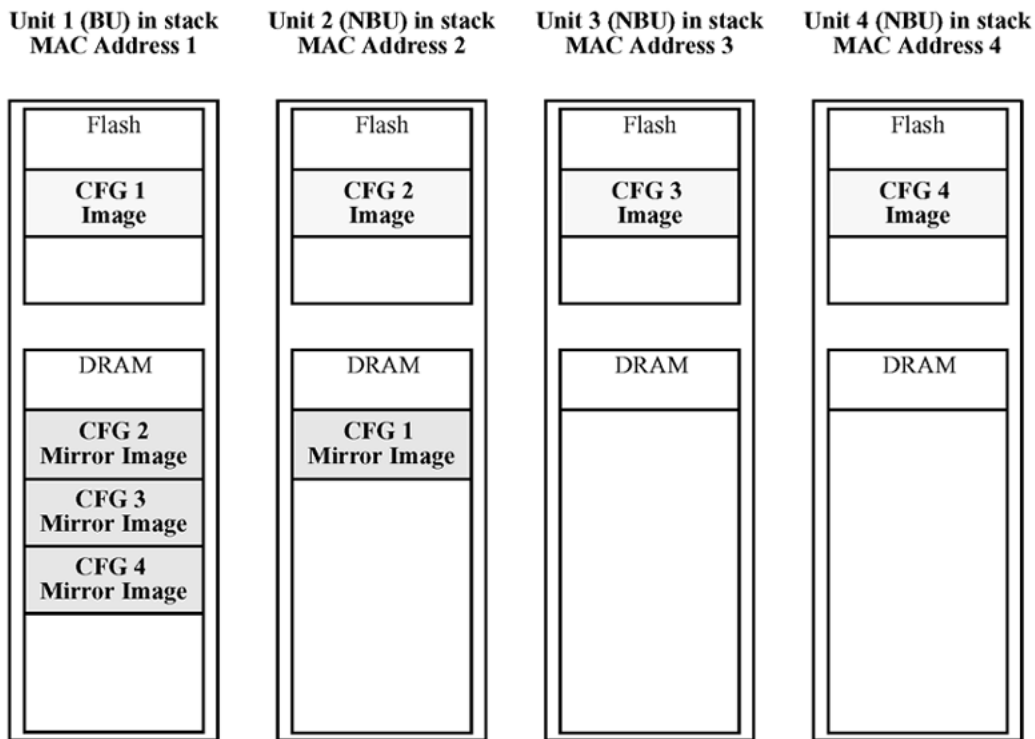 Unit 1 (BU) in stack
MAC Address 1
Unit 2 (NBU) in stack
MAC Address 2
Unit 3 (NBU) in stack
MAC Address 3
Unit 4 (NBU) in stack
MAC Address 4
Flash
CFG 1
Image
DRAM
CFG 2
Mirror Image
CFG 3
Mirror Image
CFG 4
Mirror Image
Flash
CFG 2
Image
DRAM
CFG 1
Mirror Image
Flash
CFG 3
Image
DRAM
Flash
CFG 4
Image
DRAM